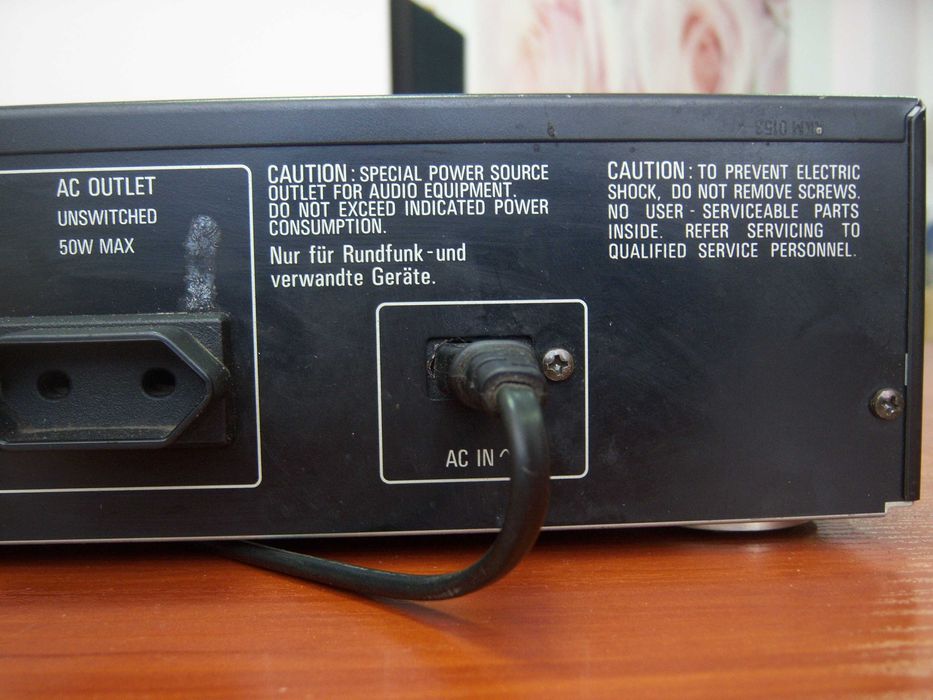 AC OUTLET
UNSWITCHED
50W MAX
CAUTION : SPECIAL POWER SOURCE
OUTLET FOR AUDIO EQUIPMENT.
DO NOT EXCEED INDICATED POWER
CONSUMPTION.
Nur für Rundfunk-und
verwandte Geräte.
AC IN
CAUTION : TO PREVENT ELECTRIC
SHOCK, DO NOT REMOVE SCREWS.
NO USER - SERVICEABLE PARTS
INSIDE. REFER SERVICING TO
QUALIFIED SERVICE PERSONNEL.